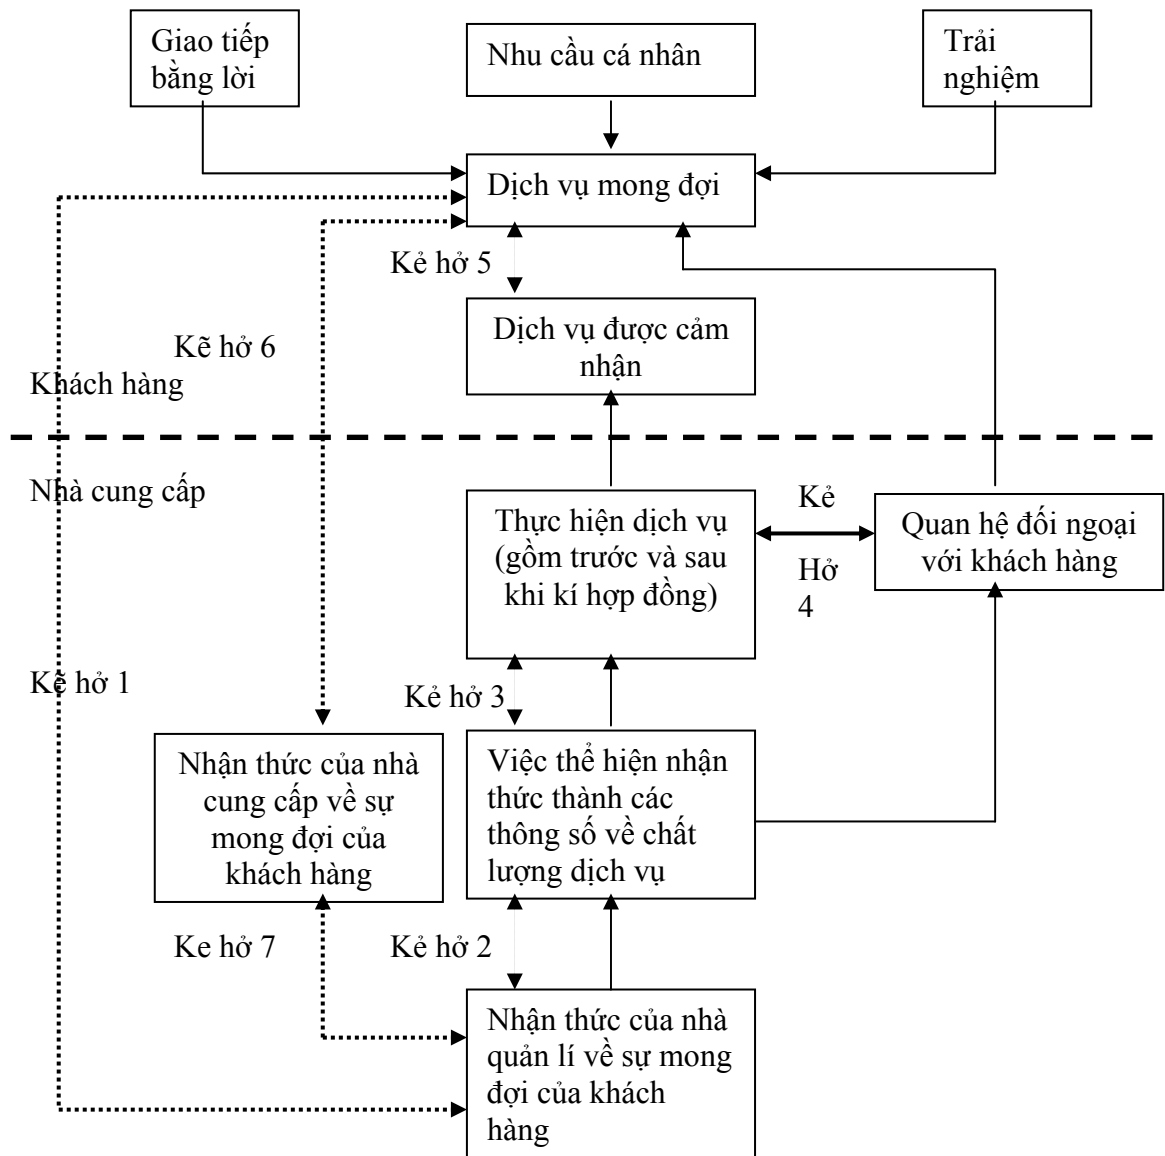 Giao tiếp
bằng lời
Nhu cầu cá nhân
Trải
nghiệm
Dịch vụ mong đợi
Kẻ hở 5
Dịch vụ được cảm
nhận
Kẽ hở 6
Khách hàng
Nhà cung cấp
Thực hiện dịch vụ
(gồm trước và sau
khi kí hợp đồng)
Kẻ
Hở
4
Quan hệ đối ngoại
với khách hàng
Kẽ hở 1
Kẻ hở 3
Nhận thức của nhà
cung cấp về sự
mong đợi của
khách hàng
Việc thể hiện nhận
thức thành các
thông số về chất
lượng dịch vụ
Ke hở 7
Kẻ hở 2
Nhận thức của nhà
quản lí về sự mong
đợi của khách
hàng